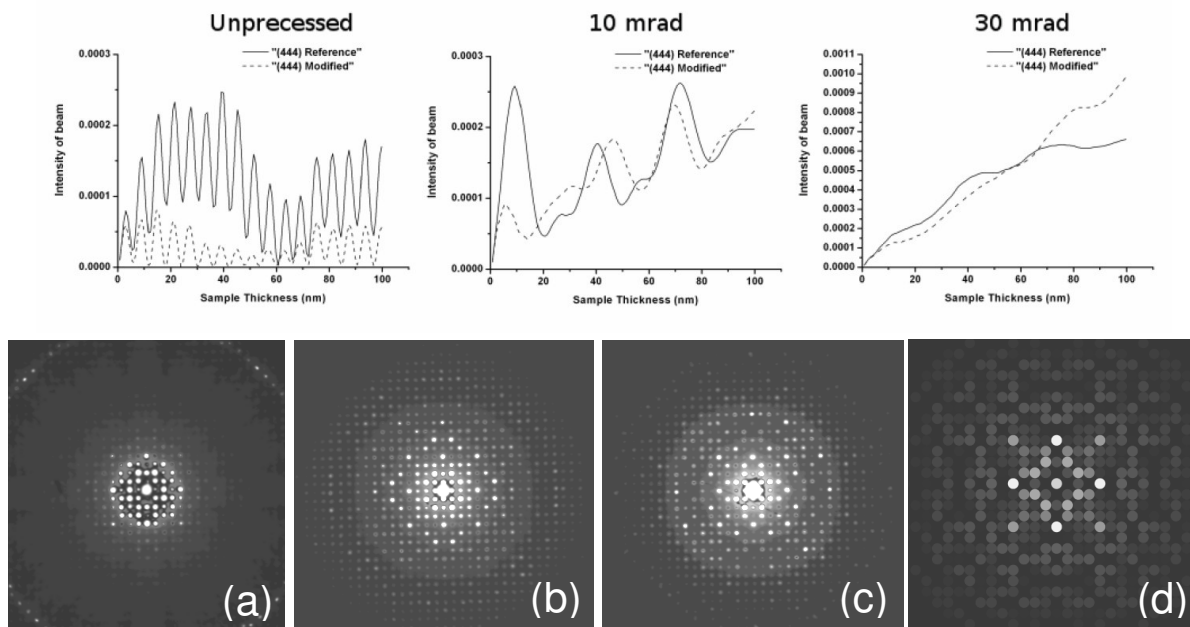 Unprecessed
"(444) Reference"
"(444) Modified"
0.0003
0.0002
0.0001
0.0000
Intensity of beam
0 20 40 60 80 100
Sample Thickness (nm)
10 mrad
"(444) Reference"
"(444) Modified"
0.0003
0.0002
0.0001
0.0000
Intensity of beam
0 20 40 60 80 100
Sample Thickness (nm)
30 mrad
"(444) Reference"
"(444) Modified"
0.0011
0.0010
0.0009
0.0008
0.0007
0.0006
0.0005
0.0004
0.0003
0.0002
0.0001
0.0000
Intensity of beam
0 20 40 60 80 100
Sample Thickness (nm)
(a)
(b)
(c)
(d)